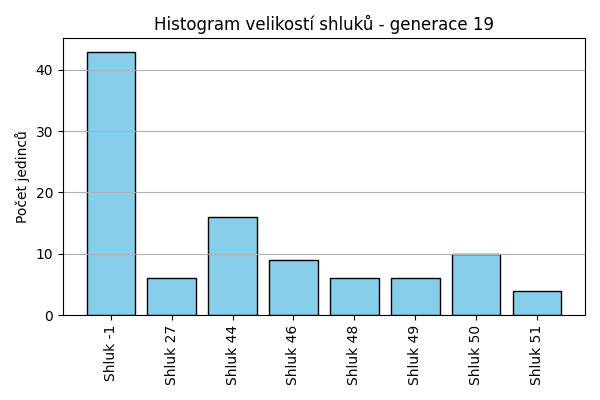 Histogram velikostí shluků - generace 19
Počet jedinců
40
30
20
10
0
Shluk -1
Shluk 27
Shluk 44
Shluk 46
Shluk 48
Shluk 49
Shluk 50
Shluk 51